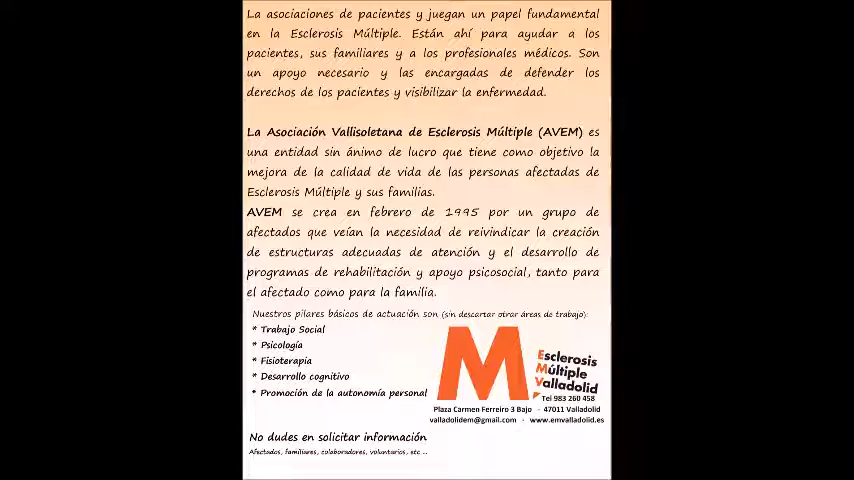 La asociaciones de pacientes y juegan un papel fundamental
en la Esclerosis Múltiple. Están ahí para ayudar a los
pacientes, sus familiares y a los profesionales médicos. Son
un apoyo necesario y las encargadas de defender los
derechos de los pacientes y visibilizar la enfermedad.
La Asociación Vallisoletana de Esclerosis Múltiple (AVEM) es
una entidad sin ánimo de lucro que tiene como objetivo la
mejora de la calidad de vida de las personas afectadas de
Esclerosis Múltiple y sus familias.
AVEM se crea en febrero de 1995 por un grupo de
afectados que veían la necesidad de reivindicar la creación
de estructuras adecuadas de atención y el desarrollo de
programas de rehabilitación y apoyo psicosocial, tanto para
el afectado como para la familia.
Nuestros pilares básicos de actuación son (sin descartar otrar áreas de trabajo):
* Trabajo Social
* Psicología
* Fisioterapia
* Desarrollo cognitivo
* Promoción de la autonomía personal
M
Esclerosis
Múltiple
Valladolid
Tel 983 260 458
Plaza Carmen Ferreiro 3 Bajo - 47011 Valladolid
valladolidem@gmail.com - www.emvalladolid.es
No dudes en solicitar información
Afectados, familiares, colaboradores, voluntarios, etc ...